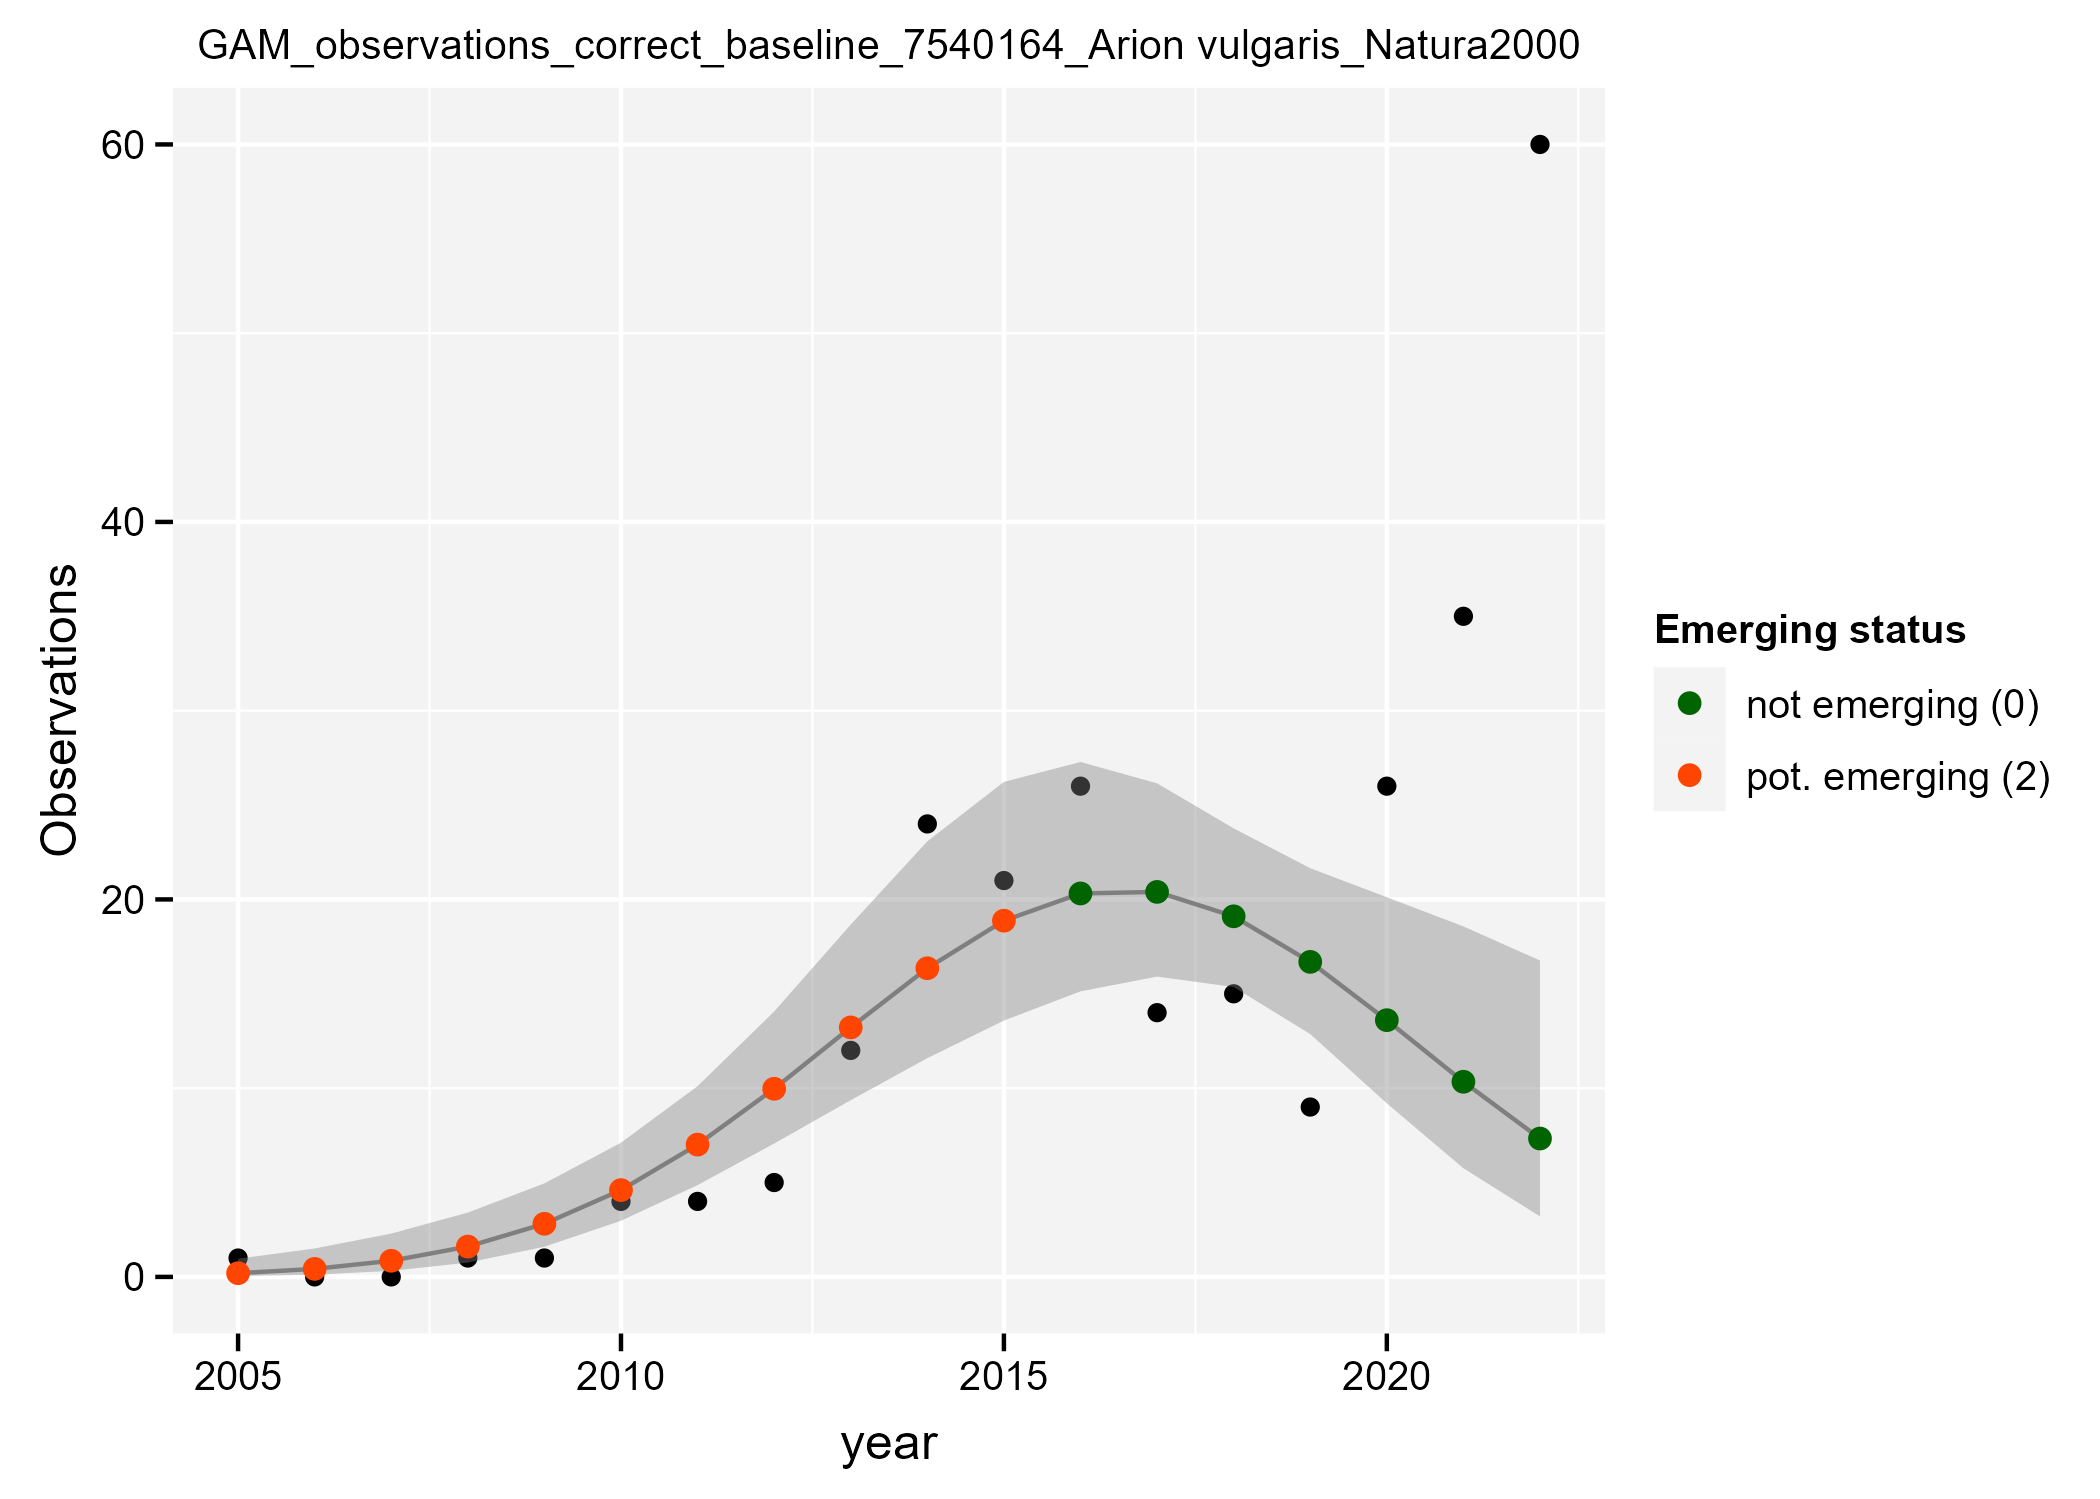 GAM_observations_correct_baseline_7540164_Arion vulgaris_Natura2000
60
40
20
0
Observations
2005 2010 2015 2020
year
Emerging status
not emerging (0)
pot. emerging (2)